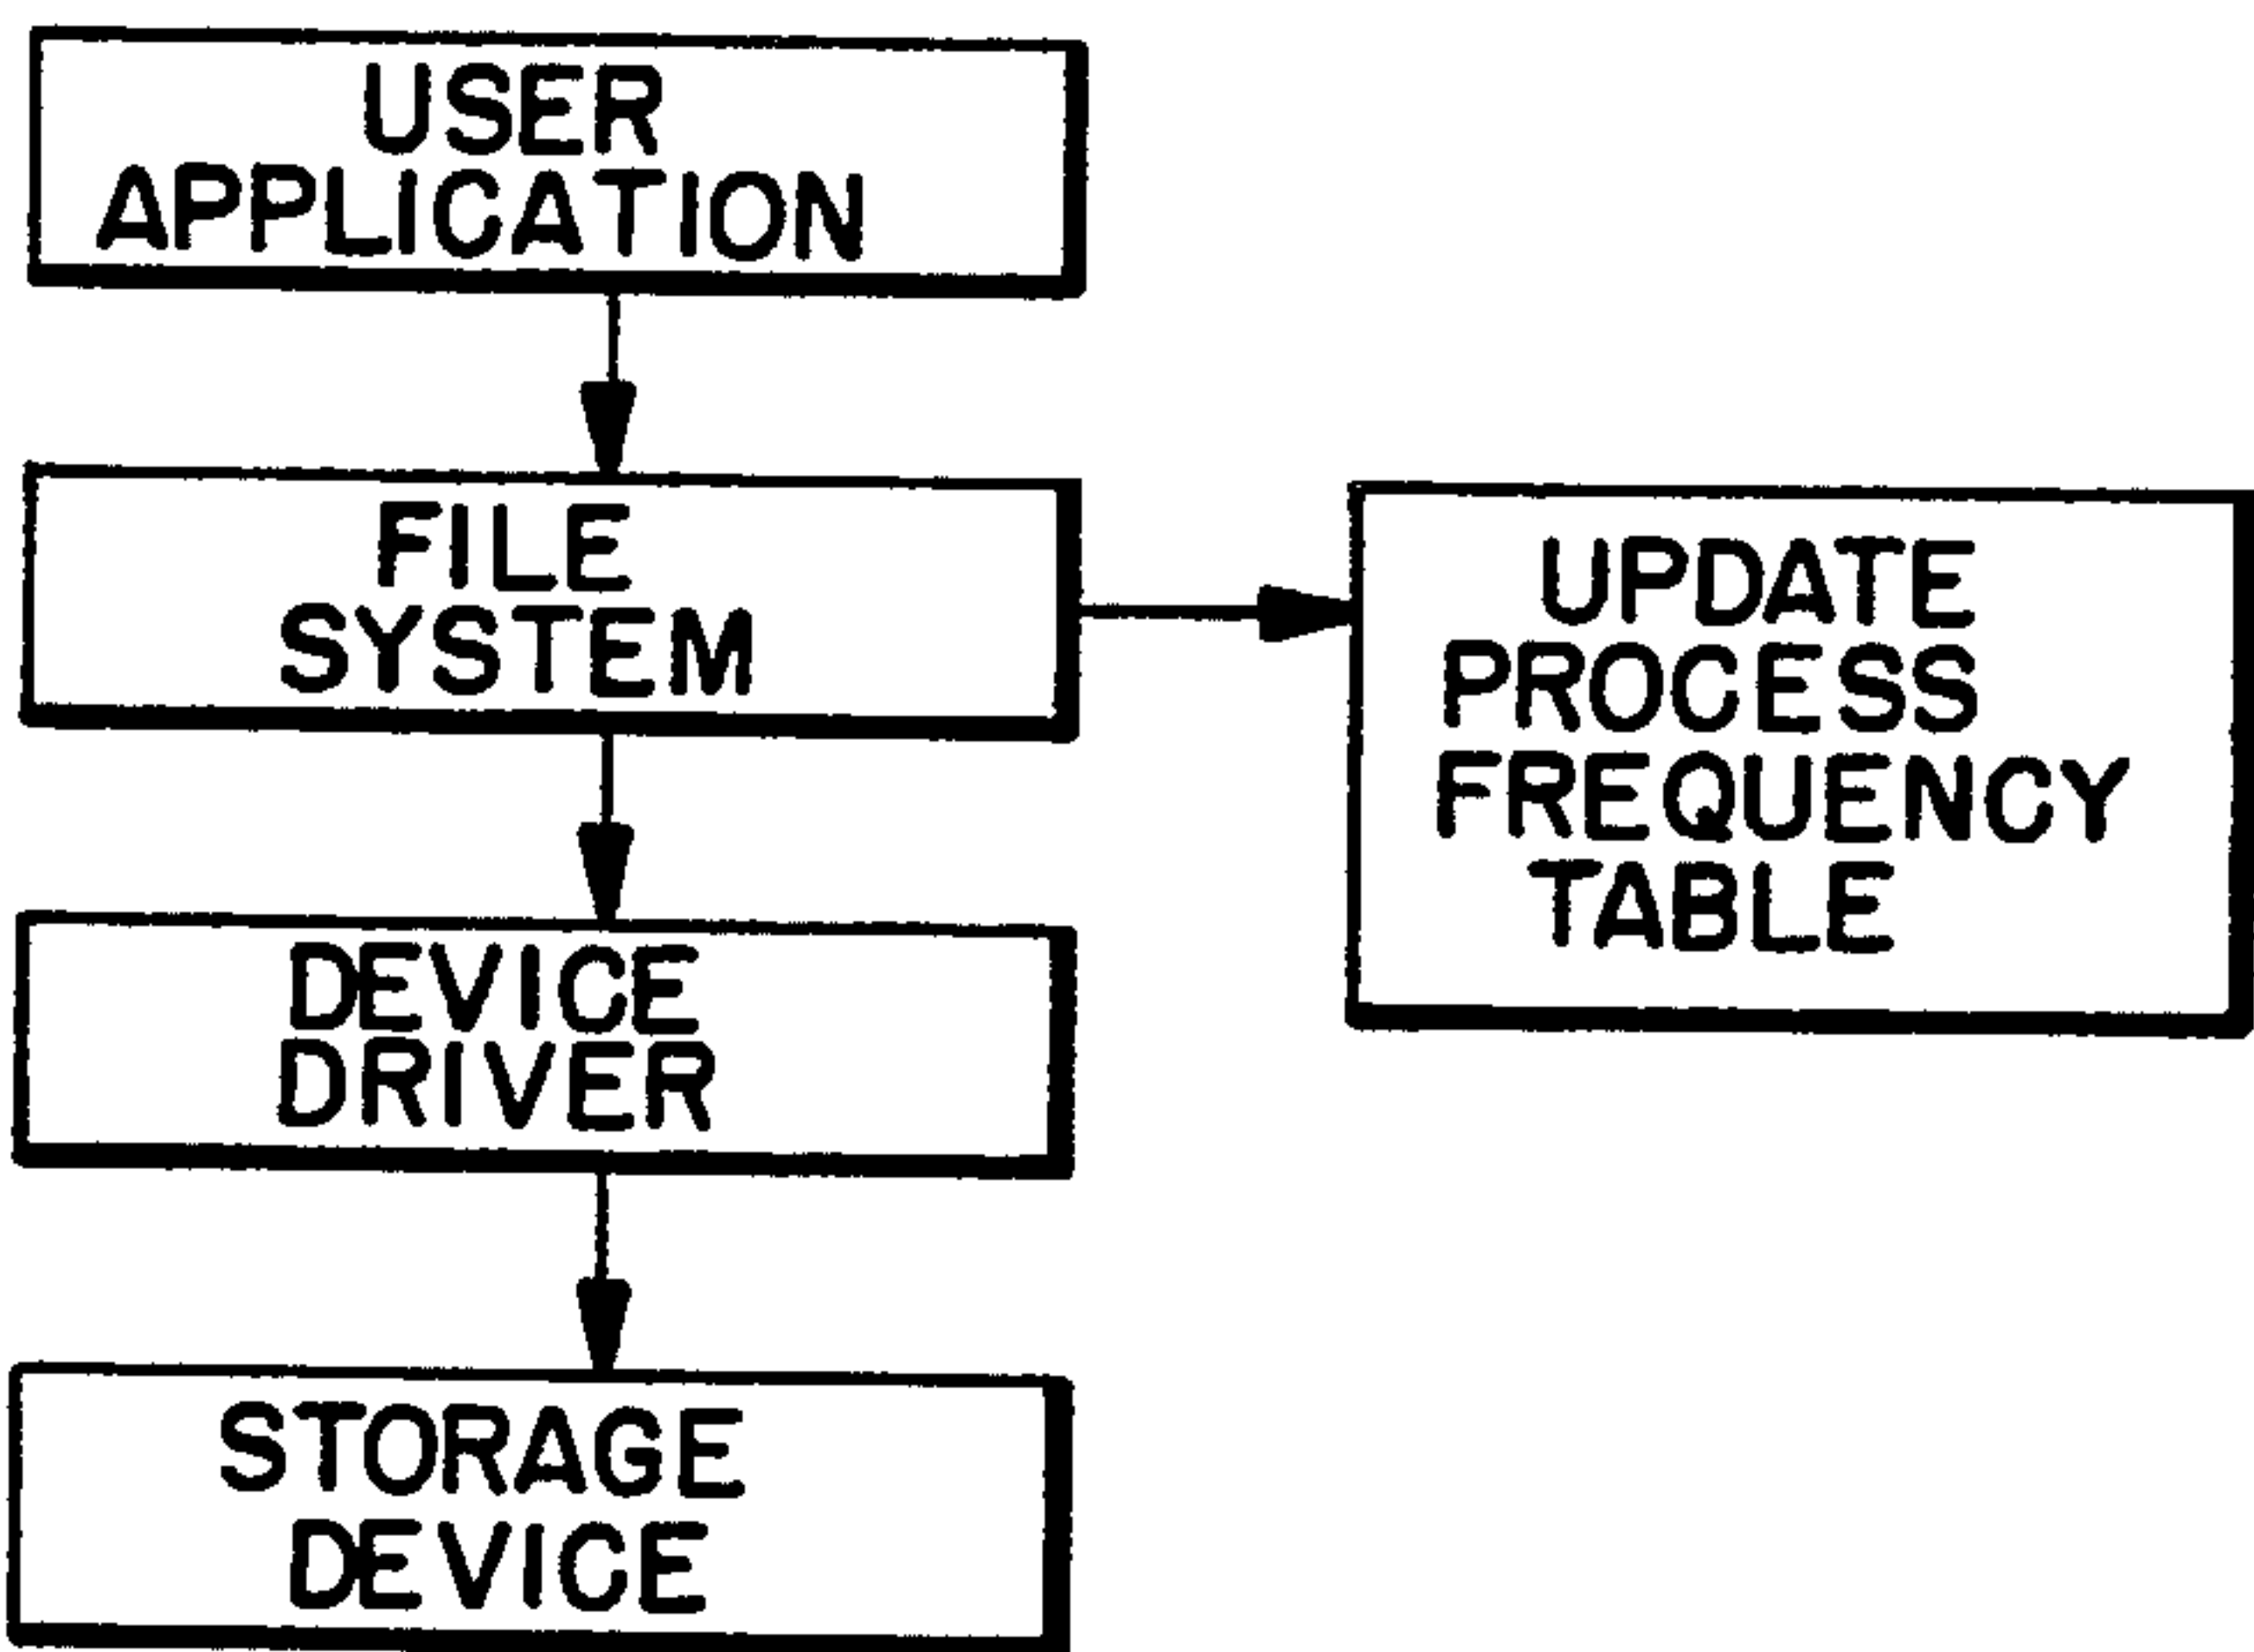 USER
APPLICATION
FILE
SYSTEM
UPDATE
PROCESS
FREQUENCY
TABLE
DEVICE
DRIVER
STORAGE
DEVICE